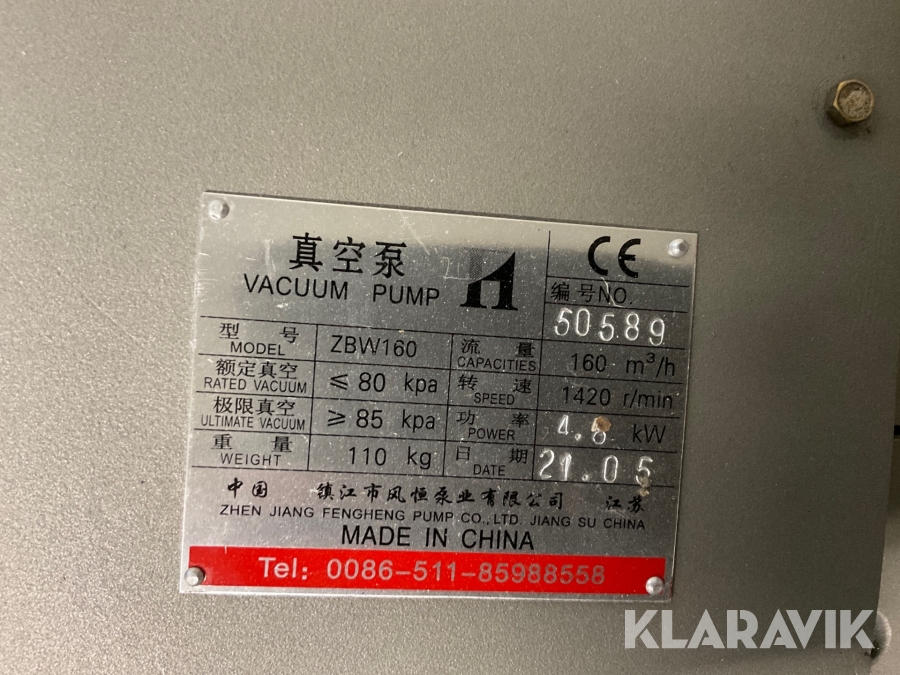 真空泵
VACUUM PUMP
CE
编号NO.
50589
型号 MODEL ZBW160 流量 CAPACITIES 160 m³/h
额定真空 RATED VACUUM ≤ 80 kpa 转速 SPEED 1420 r/min
极限真空 ULTIMATE VACUUM ≥ 85 kpa 功率 POWER kW
重量 WEIGHT 110 kg 日期 DATE 21.05
中国 镇江市风恒泵业有限公司 江苏
ZHEN JIANG FENGHENG PUMP CO.,LTD. JIANG SU CHINA
MADE IN CHINA
Tel: 0086-511-85988558
KLARAVIK